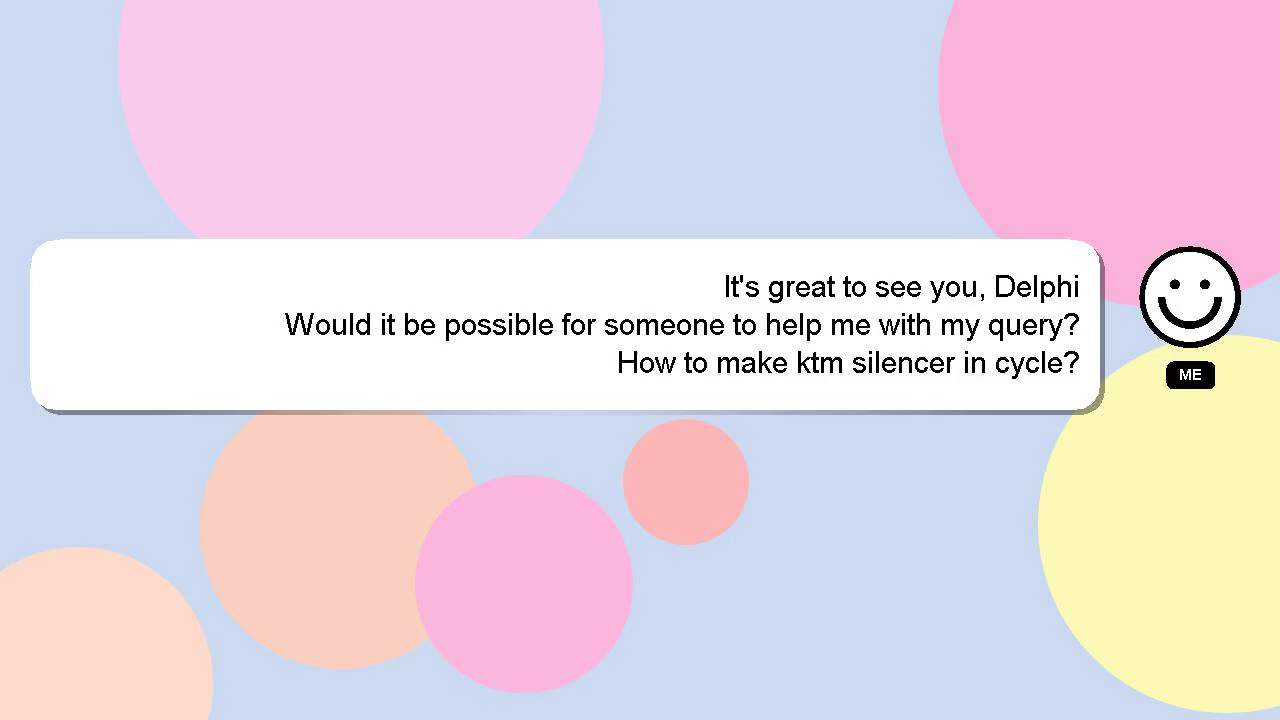 It's great to see you, Delphi
Would it be possible for someone to help me with my query?
How to make ktm silencer in cycle?
ME